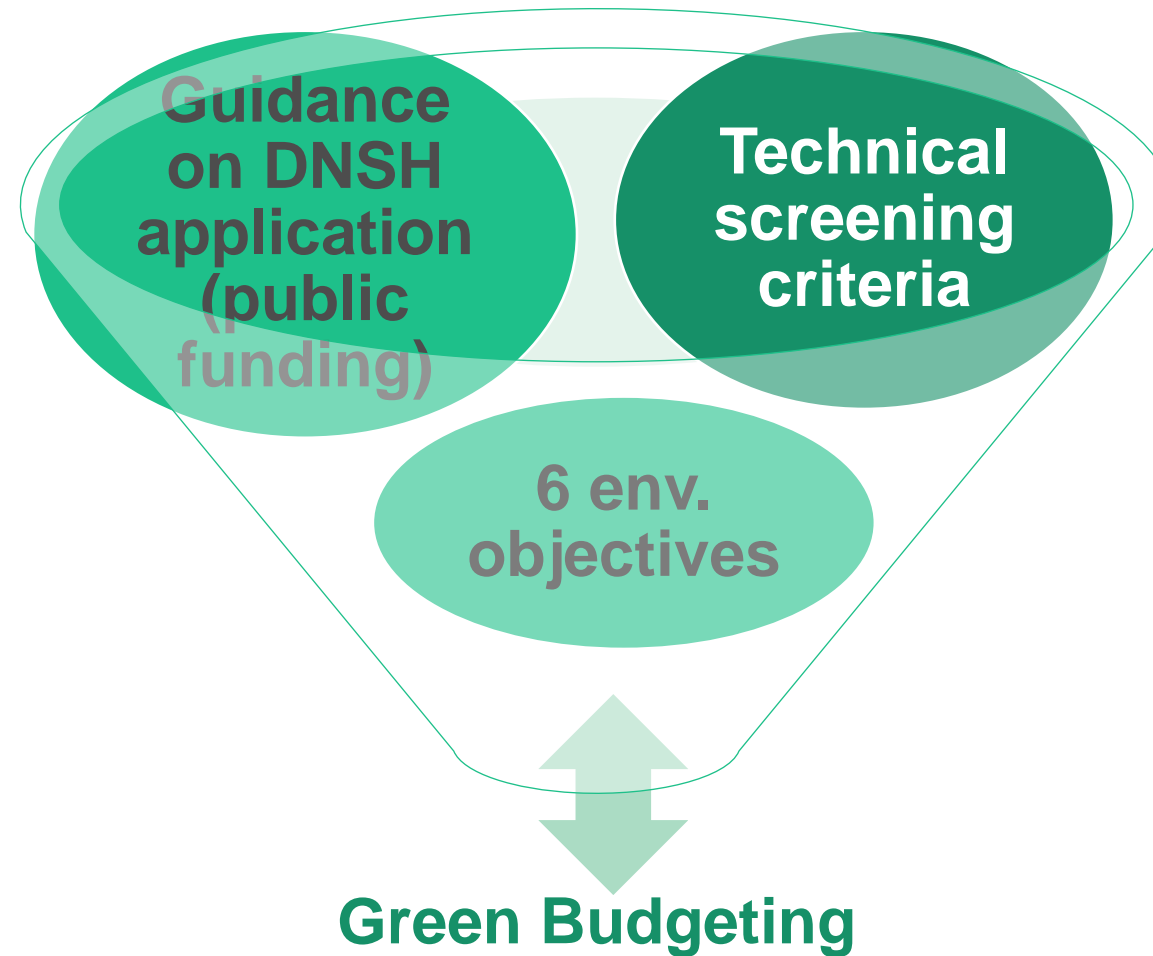 Guidance
on DNSH
application
(public
funding)
Technical
screening
criteria
6 env.
objectives
Green Budgeting